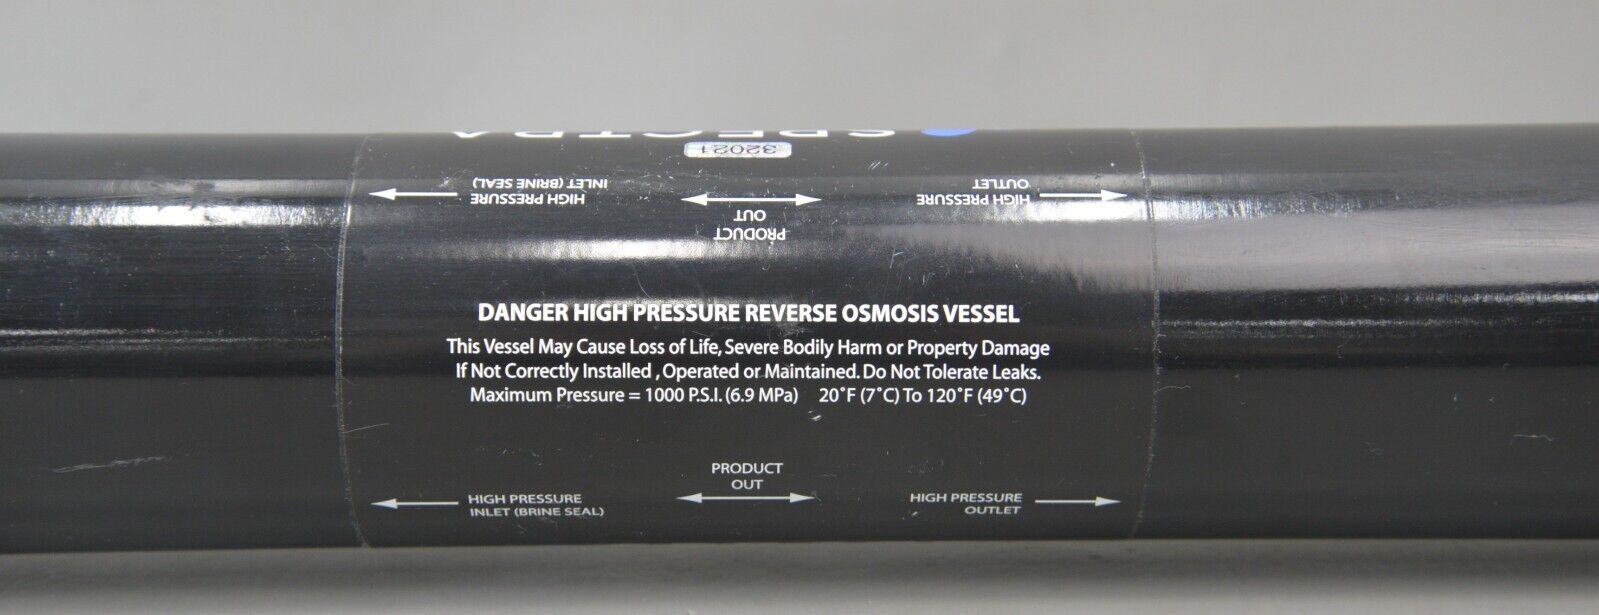 SPECTRA
32021
HIGH PRESSURE
INLET (BRINE SEAL)
PRODUCT
OUT
HIGH PRESSURE
OUTLET
DANGER HIGH PRESSURE REVERSE OSMOSIS VESSEL
This Vessel May Cause Loss of Life, Severe Bodily Harm or Property Damage
If Not Correctly Installed , Operated or Maintained. Do Not Tolerate Leaks.
Maximum Pressure = 1000 P.S.I. (6.9 MPa) 20˚F (7˚C) To 120˚F (49˚C)
PRODUCT
OUT
HIGH PRESSURE
INLET (BRINE SEAL)
HIGH PRESSURE
OUTLET